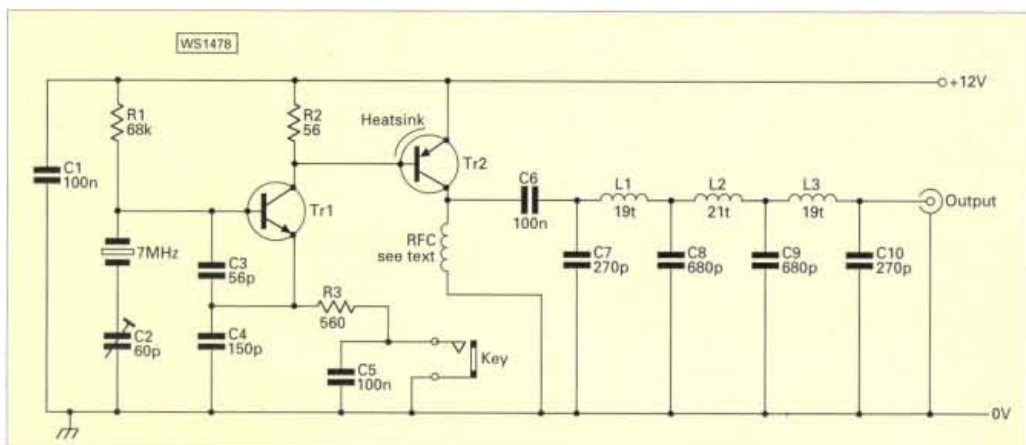 WS1478
+12V
R1
68k
R2
56
Heatsink
Tr2
C1
100n
Tr1
C6
100n
L1
19t
L2
21t
L3
19t
Output
7MHz
C3
56p
RFC
see text
C7
270p
C8
680p
C9
680p
C10
270p
R3
560
C2
60p
C4
150p
C5
100n
Key
0V